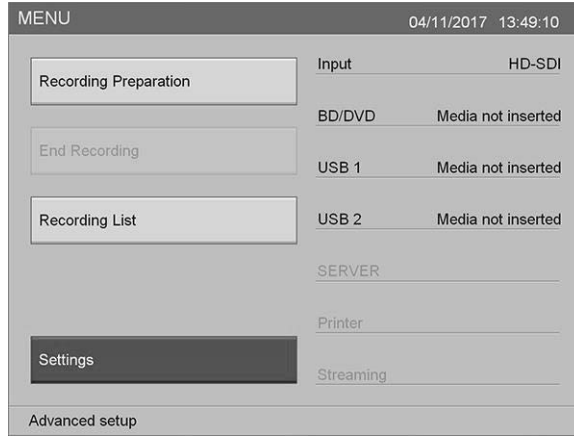 MENU 04/11/2017 13:49:10
Recording Preparation
End Recording
Recording List
Settings
Input HD-SDI
BD/DVD Media not inserted
USB 1 Media not inserted
USB 2 Media not inserted
SERVER
Printer
Streaming
Advanced setup